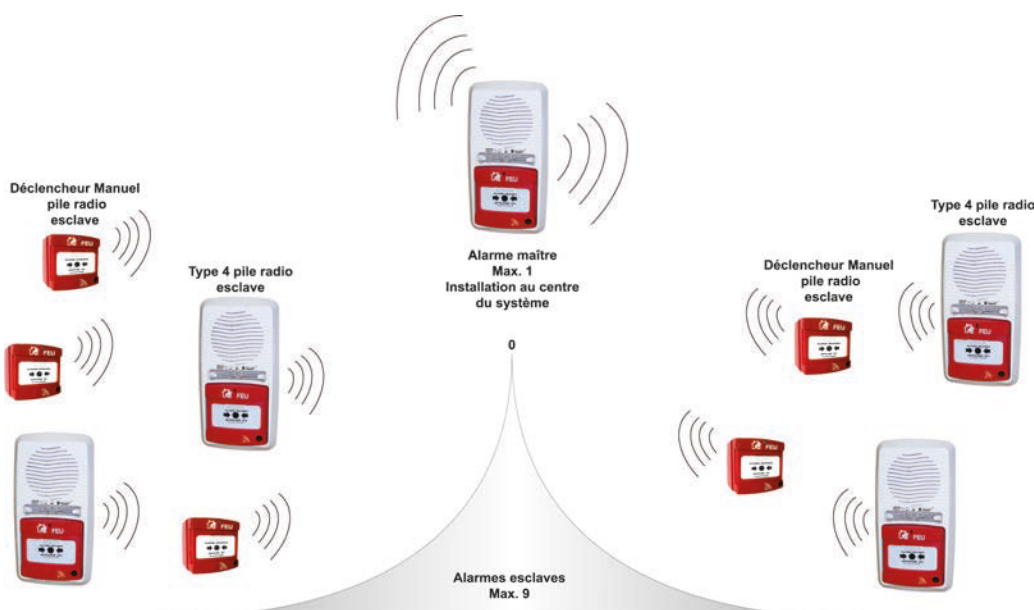 Déclencheur Manuel
pile radio
esclave
FEU
Type 4 pile radio
esclave
FEU
FEU
FEU
FEU
FEU
Alarme maître
Max. 1
Installation au centre
du système
0
Alarmes esclaves
Max. 9
Type 4 pile radio
esclave
FEU
Déclencheur Manuel
pile radio
esclave
FEU
FEU
FEU